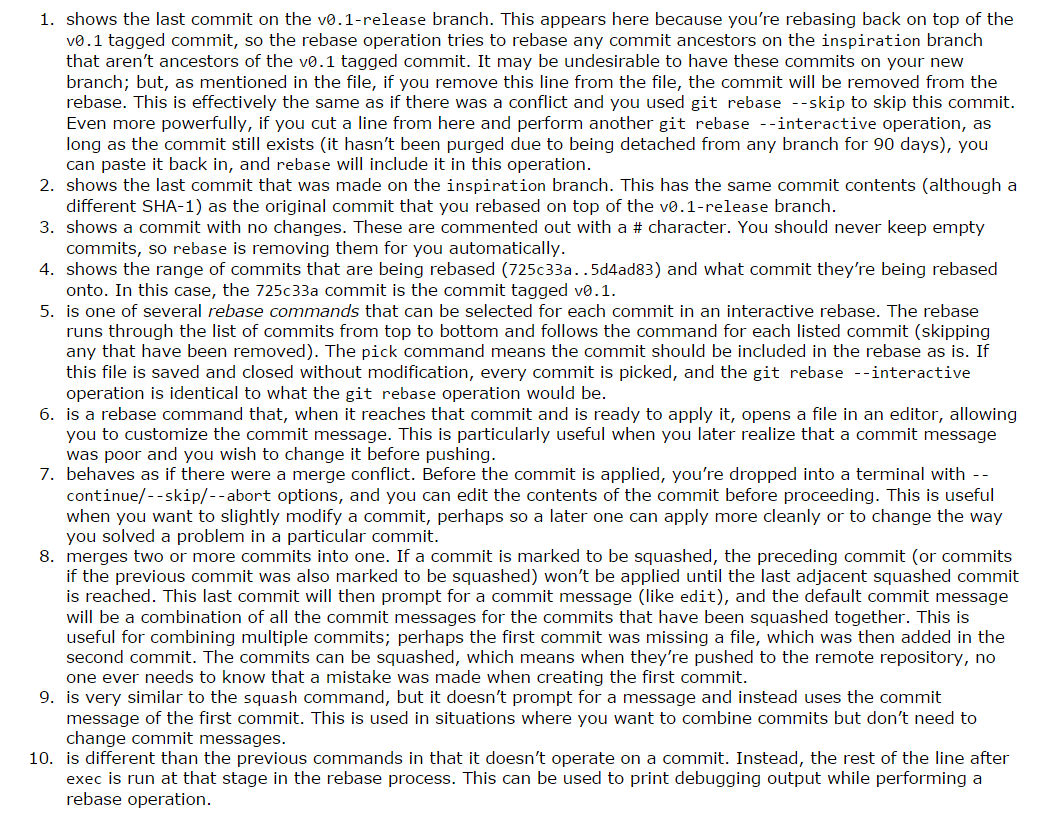 1. shows the last commit on the v0.1-release branch. This appears here because you’re rebasing back on top of the
v0.1 tagged commit, so the rebase operation tries to rebase any commit ancestors on the inspiration branch
that aren’t ancestors of the v0.1 tagged commit. It may be undesirable to have these commits on your new
branch; but, as mentioned in the file, if you remove this line from the file, the commit will be removed from the
rebase. This is effectively the same as if there was a conflict and you used git rebase --skip to skip this commit.
Even more powerfully, if you cut a line from here and perform another git rebase --interactive operation, as
long as the commit still exists (it hasn’t been purged due to being detached from any branch for 90 days), you
can paste it back in, and rebase will include it in this operation.
2. shows the last commit that was made on the inspiration branch. This has the same commit contents (although a
different SHA-1) as the original commit that you rebased on top of the v0.1-release branch.
3. shows a commit with no changes. These are commented out with a # character. You should never keep empty
commits, so rebase is removing them for you automatically.
4. shows the range of commits that are being rebased (725c33a..5d4ad83) and what commit they’re being rebased
onto. In this case, the 725c33a commit is the commit tagged v0.1.
5. is one of several rebase commands that can be selected for each commit in an interactive rebase. The rebase
runs through the list of commits from top to bottom and follows the command for each listed commit (skipping
any that have been removed). The pick command means the commit should be included in the rebase as is. If
this file is saved and closed without modification, every commit is picked, and the git rebase --interactive
operation is identical to what the git rebase operation would be.
6. is a rebase command that, when it reaches that commit and is ready to apply it, opens a file in an editor, allowing
you to customize the commit message. This is particularly useful when you later realize that a commit message
was poor and you wish to change it before pushing.
7. behaves as if there were a merge conflict. Before the commit is applied, you’re dropped into a terminal with --
continue/--skip/--abort options, and you can edit the contents of the commit before proceeding. This is useful
when you want to slightly modify a commit, perhaps so a later one can apply more cleanly or to change the way
you solved a problem in a particular commit.
8. merges two or more commits into one. If a commit is marked to be squashed, the preceding commit (or commits
if the previous commit was also marked to be squashed) won’t be applied until the last adjacent squashed commit
is reached. This last commit will then prompt for a commit message (like edit), and the default commit message
will be a combination of all the commit messages for the commits that have been squashed together. This is
useful for combining multiple commits; perhaps the first commit was missing a file, which was then added in the
second commit. The commits can be squashed, which means when they’re pushed to the remote repository, no
one ever needs to know that a mistake was made when creating the first commit.
9. is very similar to the squash command, but it doesn’t prompt for a message and instead uses the commit
message of the first commit. This is used in situations where you want to combine commits but don’t need to
change commit messages.
10. is different than the previous commands in that it doesn’t operate on a commit. Instead, the rest of the line after
exec is run at that stage in the rebase process. This can be used to print debugging output while performing a
rebase operation.